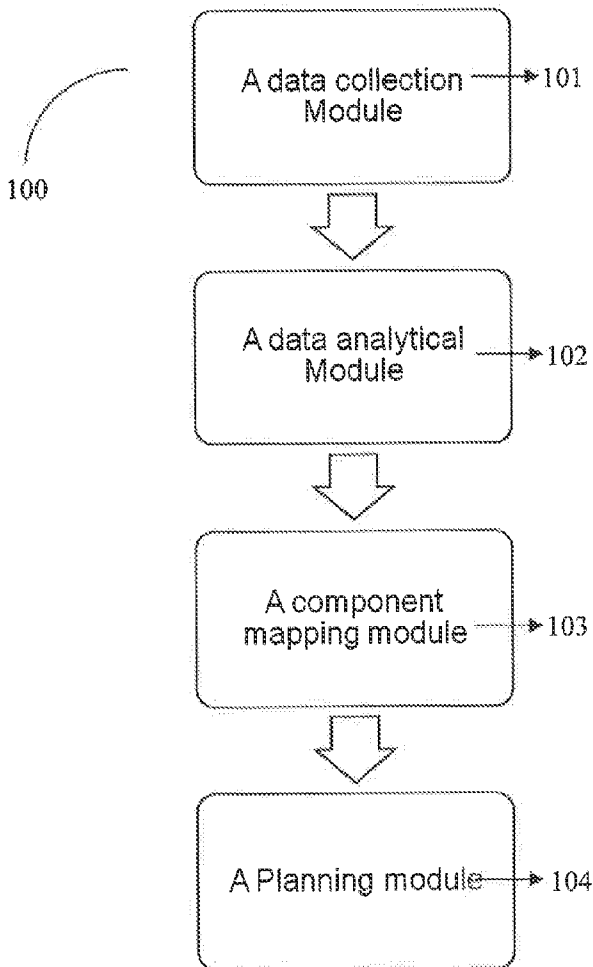 A data collection
Module
101
100
A data analytical
Module
102
A component
mapping module
103
A Planning module
104